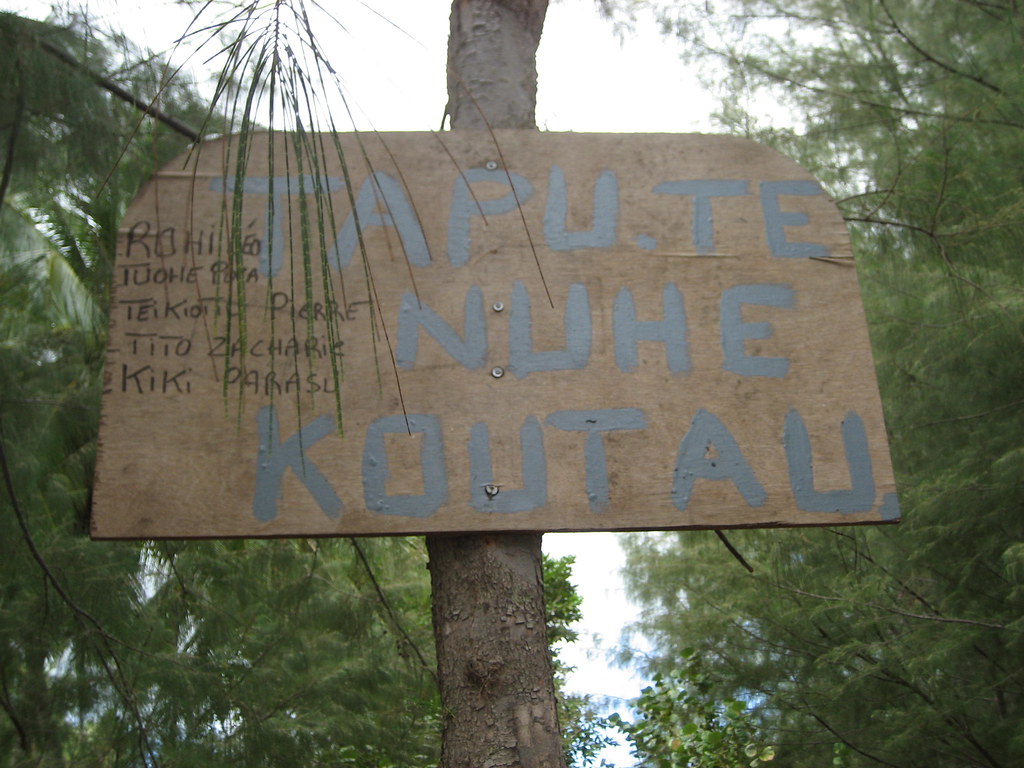 TAPU. TE
NUHE
KOUTAU.
TEIKIOTIU PIERRE
- TITO ZACHARIE
- KIKI PARASU